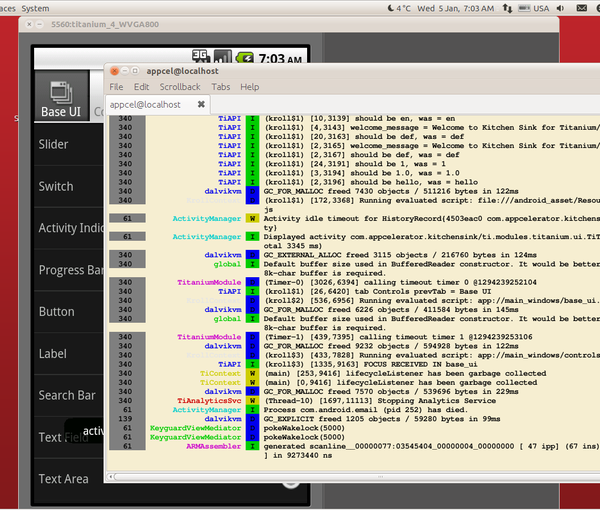 aces System
4°C Wed 5 Jan, 7:03 AM USA
5560:titanium_4_WVGA800
3G 7:03 AM
appcel@localhost
File Edit Scrollback Tabs Help
appcel@localhost
Base UI
Slider
Switch
Activity Indic
Progress Bar
Button
Label
Search Bar
Text Field
activ
Text Area
340 TiAPI I (kroll$1) [10,3139] should be en, was = en
340 TiAPI I (kroll$1) [4,3143] welcome_message = Welcome to Kitchen Sink for Titanium/
340 TiAPI I (kroll$1) [20,3163] should be def, was = def
340 TiAPI I (kroll$1) [2,3165] welcome_message = Welcome to Kitchen Sink for Titanium/
340 TiAPI I (kroll$1) [2,3167] should be def, was = def
340 TiAPI I (kroll$1) [24,3191] should be 1, was = 1
340 TiAPI I (kroll$1) [3,3194] should be 1.0, was = 1.0
340 TiAPI I (kroll$1) [2,3196] should be hello, was = hello
340 dalvikvm D GC_FOR_MALLOC freed 7430 objects / 511216 bytes in 122ms
340 D (kroll$1) [172,3368] Running evaluated script: file:///android_asset/Resou
js
61 ActivityManager W Activity idle timeout for HistoryRecord{4503eac0 com.appcelerator.kitchens
ty}
61 ActivityManager I Displayed activity com.appcelerator.kitchensink/ti.modules.titanium.ui.TiT
otal 3345 ms)
340 dalvikvm D GC_EXTERNAL_ALLOC freed 3115 objects / 216760 bytes in 124ms
340 global I Default buffer size used in BufferedReader constructor. It would be better
8k-char buffer is required.
340 TitaniumModule D (Timer-0) [3026,6394] calling timeout timer 0 @1294239252104
340 TiAPI I (kroll$1) [26,6420] tab Controls prevTab = Base UI
340 D (kroll$2) [536,6956] Running evaluated script: app://main_windows/base_ui.
340 dalvikvm D GC_FOR_MALLOC freed 6226 objects / 411584 bytes in 145ms
340 global I Default buffer size used in BufferedReader constructor. It would be better
8k-char buffer is required.
340 TitaniumModule D (Timer-1) [439,7395] calling timeout timer 1 @1294239253106
340 dalvikvm D GC_FOR_MALLOC freed 9232 objects / 594928 bytes in 122ms
340 D (kroll$3) [433,7828] Running evaluated script: app://main_windows/controls
340 TiAPI I (kroll$3) [1335,9163] FOCUS RECEIVED IN base_ui
340 TiContext W (main) [253,9416] lifecycleListener has been garbage collected
340 TiContext W (main) [0,9416] lifecycleListener has been garbage collected
340 dalvikvm D GC_FOR_MALLOC freed 7570 objects / 539696 bytes in 229ms
340 TiAnalyticsSvc W (Thread-10) [1697,11113] Stopping Analytics Service
61 ActivityManager I Process com.android.email (pid 252) has died.
139 dalvikvm D GC_EXPLICIT freed 1205 objects / 59280 bytes in 99ms
61 KeyguardViewMediator D pokeWakelock(5000)
61 KeyguardViewMediator D pokeWakelock(5000)
61 ARMAssembler I generated scanline__00000077:03545404_00000004_00000000 [ 47 ipp] (67 ins)
] in 9273440 ns